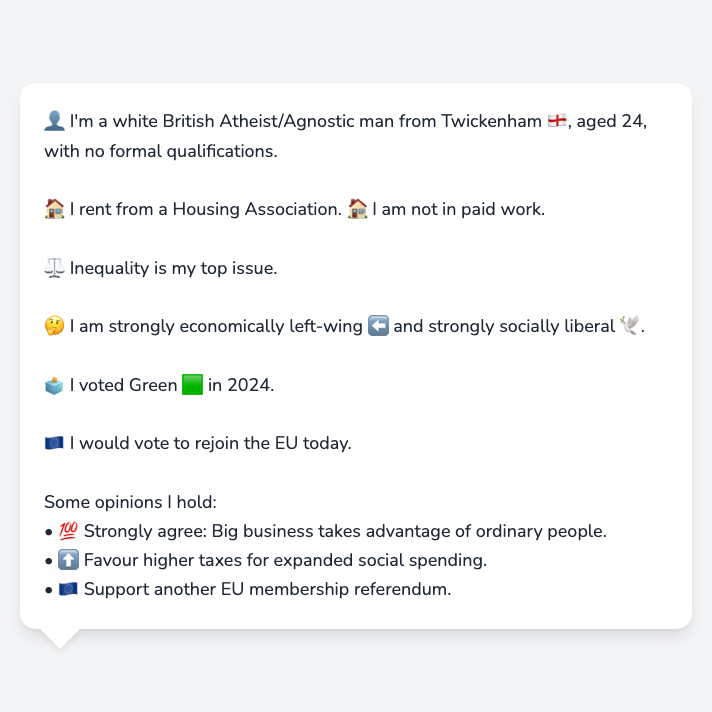 👤 I'm a white British Atheist/Agnostic man from Twickenham 🏴󠁧󠁢󠁥󠁮󠁧󠁿, aged 24,
with no formal qualifications.
🏠 I rent from a Housing Association. 🏠 I am not in paid work.
⚖️ Inequality is my top issue.
🤔 I am strongly economically left-wing ⬅️ and strongly socially liberal 🕊️.
🗳️ I voted Green 🟩 in 2024.
🇪🇺 I would vote to rejoin the EU today.
Some opinions I hold:
• 💯 Strongly agree: Big business takes advantage of ordinary people.
• ⬆️ Favour higher taxes for expanded social spending.
• 🇪🇺 Support another EU membership referendum.